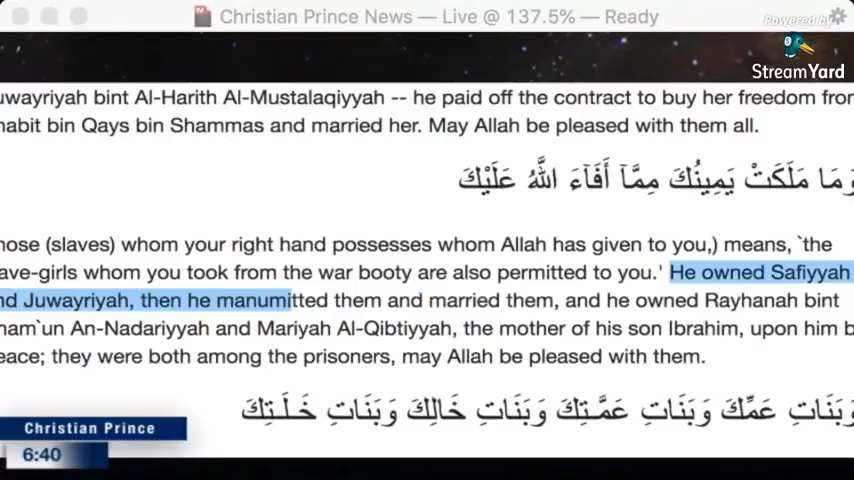 Christian Prince News — Live @ 137.5% — Ready
Powered by
StreamYard
uwayriyah bint Al-Harith Al-Mustalaqiyyah -- he paid off the contract to buy her freedom from
habit bin Qays bin Shammas and married her. May Allah be pleased with them all.
وَمَا مَلَكَتْ يَمِينُكَ مِمَّآ أَفَآءَ اللَّهُ عَلَيْكَ
hose (slaves) whom your right hand possesses whom Allah has given to you,) means, `the
ave-girls whom you took from the war booty are also permitted to you.' He owned Safiyyah
nd Juwayriyah, then he manumitted them and married them, and he owned Rayhanah bint
ham`un An-Nadariyyah and Mariyah Al-Qibtiyyah, the mother of his son Ibrahim, upon him b
eace; they were both among the prisoners, may Allah be pleased with them.
وَبَنَاتِ عَمِّكَ وَبَنَاتِ عَمَّـتِكَ وَبَنَاتِ خَالِكَ وَبَنَاتِ خَـلَـتِكَ
Christian Prince
6:40